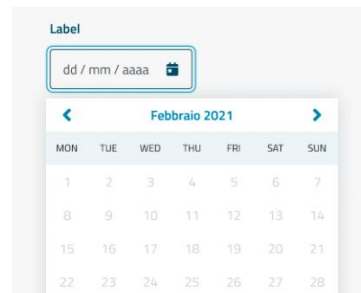 Label
dd / mm / aaaa
Febbraio 2021
MON TUE WED THU FRI SAT SUN
1 2 3 4 5 6 7
8 9 10 11 12 13 14
15 16 17 18 19 20 21
22 23 24 25 26 27 28